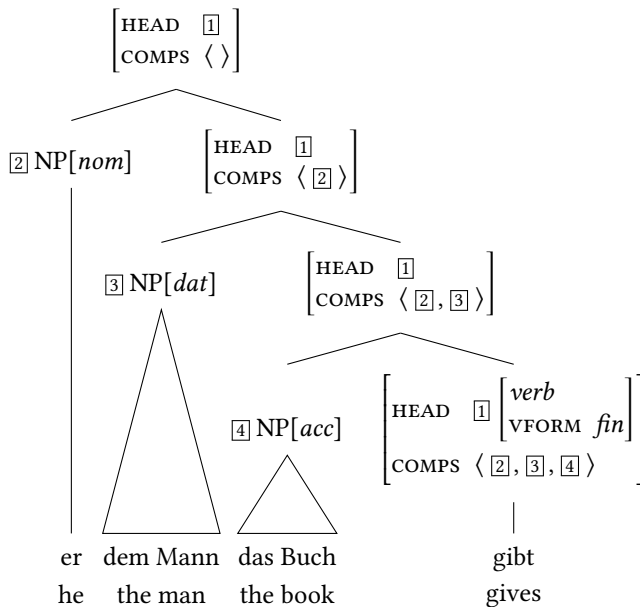 HEAD 1
COMPS ⟨ ⟩
2 NP[nom]
HEAD 1
COMPS ⟨ 2 ⟩
3 NP[dat]
HEAD 1
COMPS ⟨ 2 , 3 ⟩
4 NP[acc]
HEAD 1 verb
VFORM fin
COMPS ⟨ 2 , 3 , 4 ⟩
er dem Mann das Buch gibt
he the man the book gives